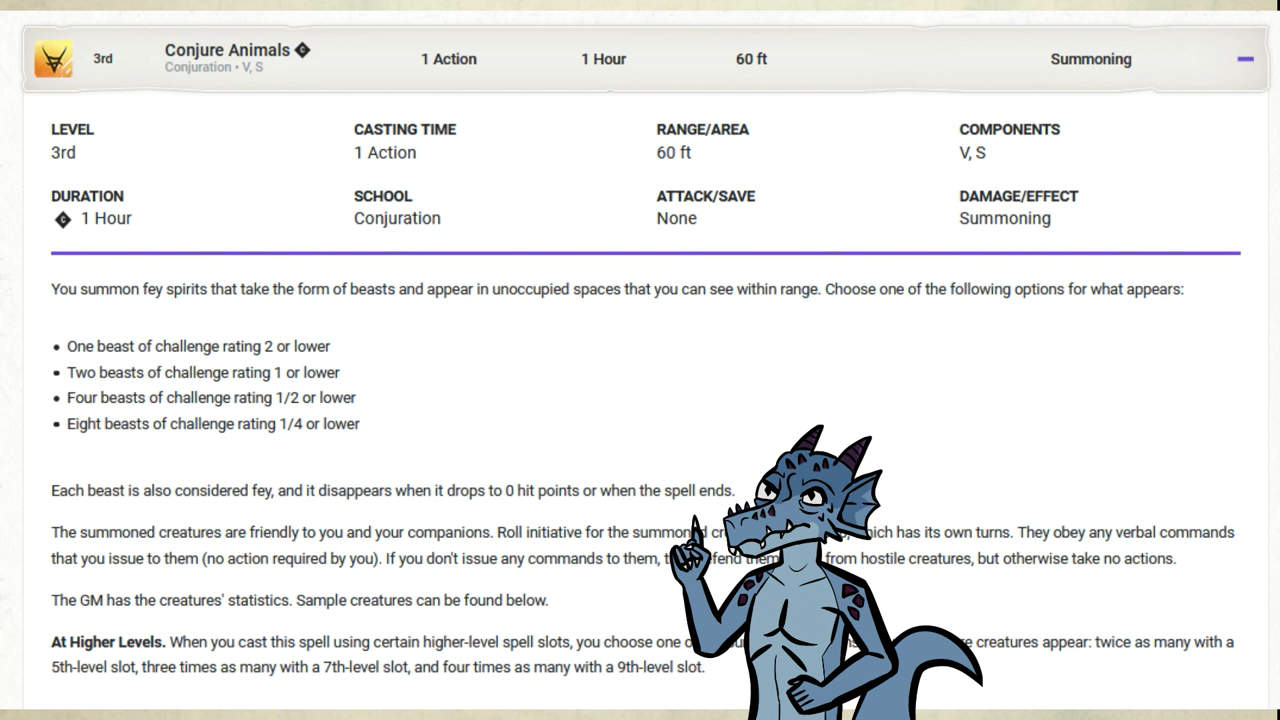 3rd Conjure Animals 1 Action 1 Hour 60 ft Summoning
Conjuration • V, S
LEVEL CASTING TIME RANGE/AREA COMPONENTS
3rd 1 Action 60 ft V, S
DURATION SCHOOL ATTACK/SAVE DAMAGE/EFFECT
C 1 Hour Conjuration None Summoning
You summon fey spirits that take the form of beasts and appear in unoccupied spaces that you can see within range. Choose one of the following options for what appears:
• One beast of challenge rating 2 or lower
• Two beasts of challenge rating 1 or lower
• Four beasts of challenge rating 1/2 or lower
• Eight beasts of challenge rating 1/4 or lower
Each beast is also considered fey, and it disappears when it drops to 0 hit points or when the spell ends.
The summoned creatures are friendly to you and your companions. Roll initiative for the summoned which has its own turns. They obey any verbal commands
that you issue to them (no action required by you). If you don't issue any commands to them, from hostile creatures, but otherwise take no actions.
The GM has the creatures' statistics. Sample creatures can be found below.
At Higher Levels. When you cast this spell using certain higher-level spell slots, you choose one creatures appear: twice as many with a
5th-level slot, three times as many with a 7th-level slot, and four times as many with a 9th-level slot.